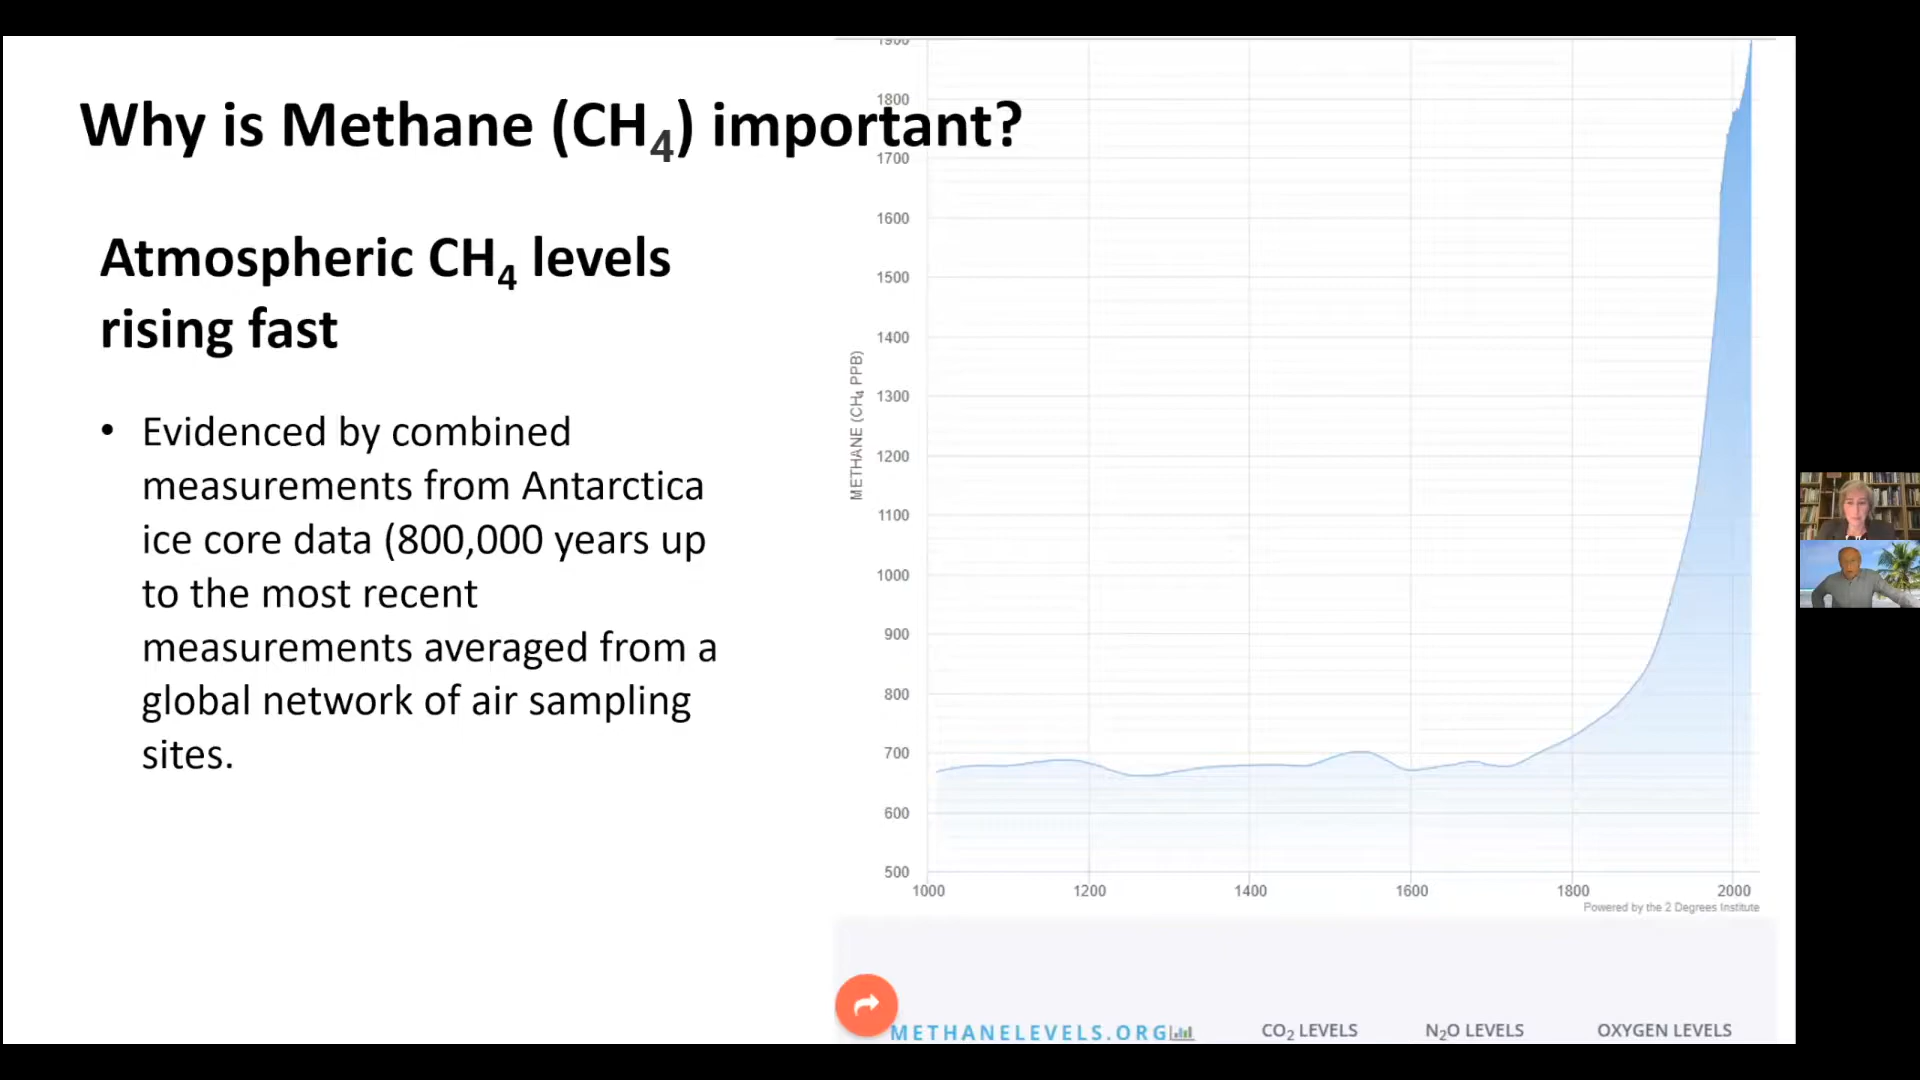 Why is Methane (CH4) important?
Atmospheric CH4 levels
rising fast
• Evidenced by combined
measurements from Antarctica
ice core data (800,000 years up
to the most recent
measurements averaged from a
global network of air sampling
sites.
METHANE (CH4 PPB)
1900
1800
1700
1600
1500
1400
1300
1200
1100
1000
900
800
700
600
500
1000 1200 1400 1600 1800 2000
Powered by the 2 Degrees Institute
METHANELEVELS.ORG CO2 LEVELS N2O LEVELS OXYGEN LEVELS